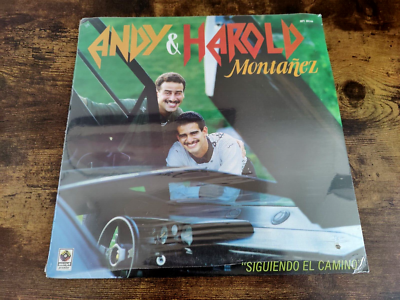 ANDY & HAROLD
Montañez
"SIGUIENDO EL CAMINO"